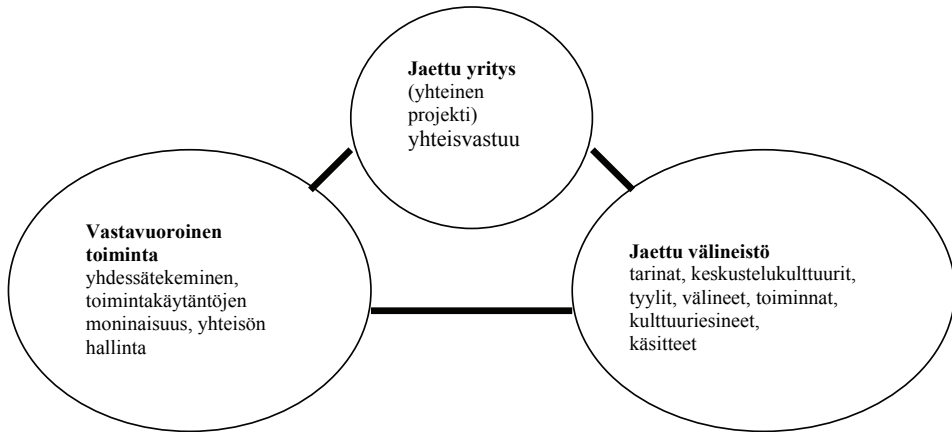 Jaettu yritys
(yhteinen
projekti)
yhteisvastuu
Vastavuoroinen
toiminta
yhdessätekeminen,
toimintakäytäntöjen
moninaisuus, yhteisön
hallinta
Jaettu välineistö
tarinat, keskustelukulttuurit,
tyylit, välineet, toiminnat,
kulttuuriesineet,
käsitteet